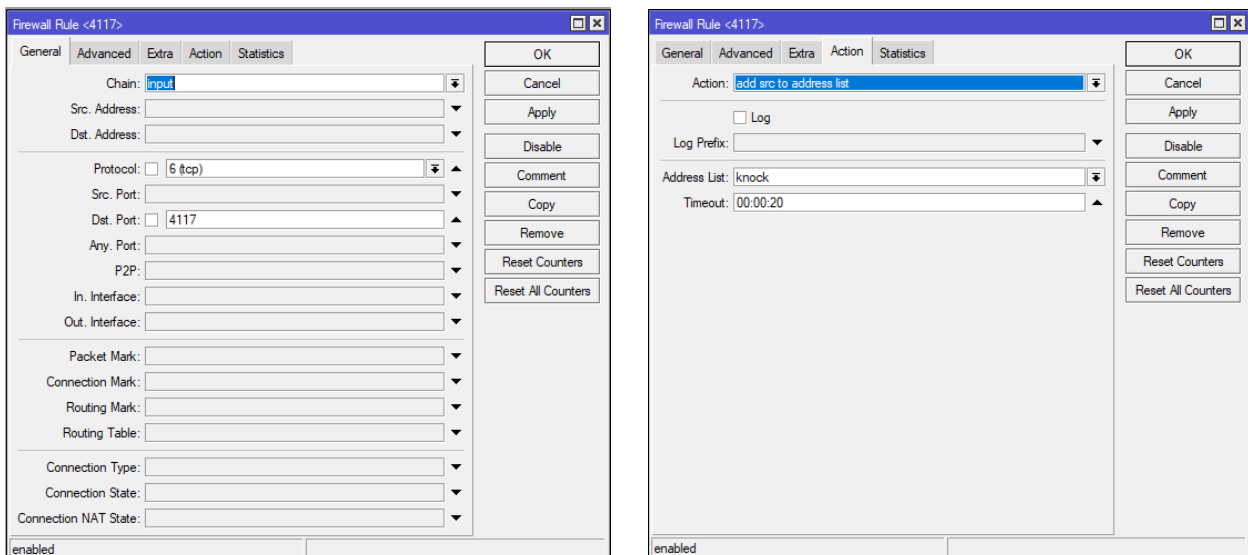 Firewall Rule <4117>
General Advanced Extra Action Statistics
OK
Chain: input
Cancel
Src. Address:
Apply
Dst. Address:
Disable
Protocol: 6 (tcp)
Comment
Src. Port:
Copy
Dst. Port: 4117
Remove
Any. Port:
Reset Counters
P2P:
Reset All Counters
In. Interface:
Out. Interface:
Packet Mark:
Connection Mark:
Routing Mark:
Routing Table:
Connection Type:
Connection State:
Connection NAT State:
enabled
Firewall Rule <4117>
General Advanced Extra Action Statistics
OK
Action: add src to address list
Cancel
Log
Apply
Log Prefix:
Disable
Address List: knock
Comment
Timeout: 00:00:20
Copy
Remove
Reset Counters
Reset All Counters
enabled